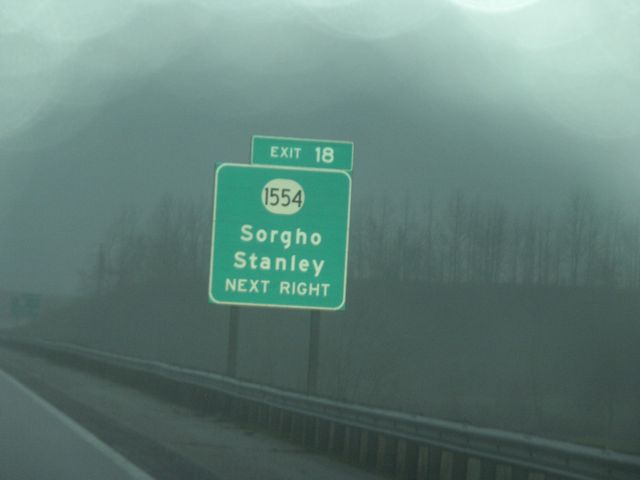 EXIT 18
1554
Sorgho
Stanley
NEXT RIGHT